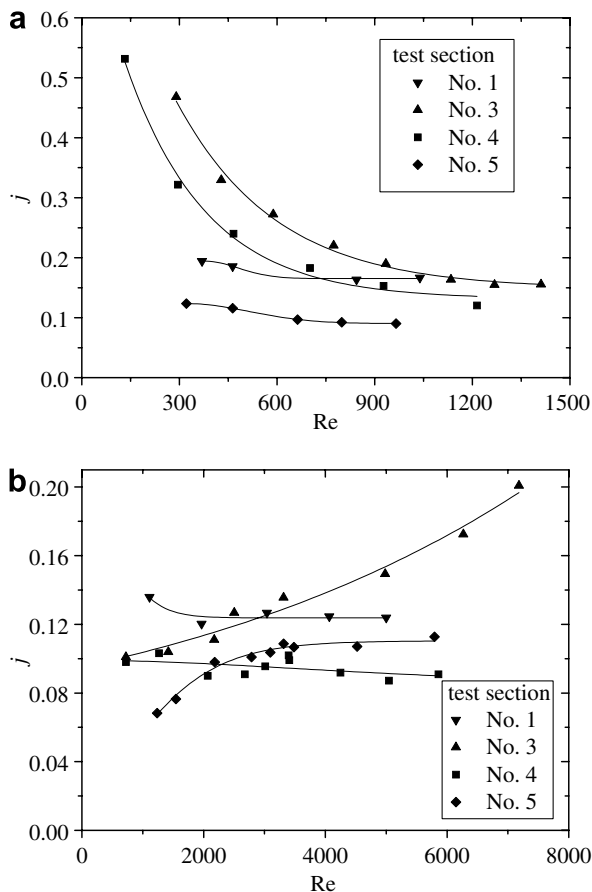 a
0.6
0.5
0.4
0.3
0.2
0.1
0.0
j
test section
No. 1
No. 3
No. 4
No. 5
0 300 600 900 1200 1500
Re
b
0.20
0.16
0.12
0.08
0.04
0.00
j
test section
No. 1
No. 3
No. 4
No. 5
0 2000 4000 6000 8000
Re